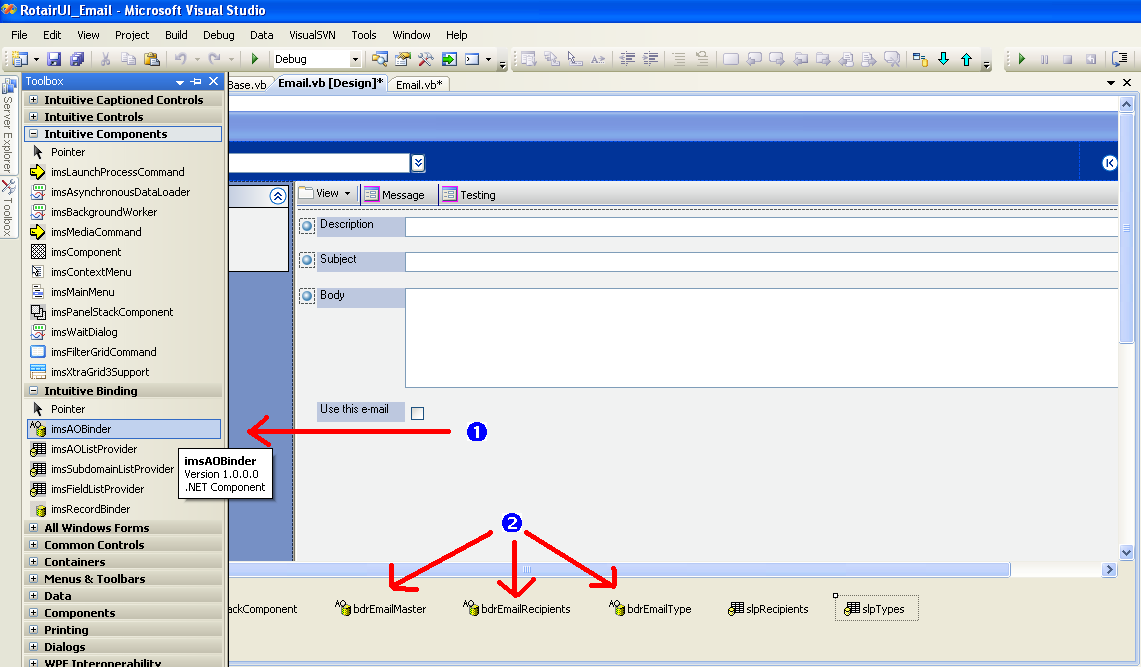 RotairUI_Email - Microsoft Visual Studio
File Edit View Project Build Debug Data VisualSVN Tools Window Help
Debug
Toolbox
Base.vb Email.vb [Design]* Email.vb*
Server Explorer
Toolbox
Intuitive Captioned Controls
Intuitive Controls
Intuitive Components
Pointer
imsLaunchProcessCommand
imsAsynchronousDataLoader
imsBackgroundWorker
imsMediaCommand
imsComponent
imsContextMenu
imsMainMenu
imsPanelStackComponent
imsWaitDialog
imsFilterGridCommand
imsXtraGrid3Support
Intuitive Binding
Pointer
imsAOBinder
imsAOListProvider
imsSubdomainListProvider
imsFieldListProvider
imsRecordBinder
All Windows Forms
Common Controls
Containers
Menus & Toolbars
Data
Components
Printing
Dialogs
WPF Interoperability
imsAOBinder
Version 1.0.0.0
.NET Component
View Message Testing
Description
Subject
Body
Use this e-mail
1
2
ackComponent bdrEmailMaster bdrEmailRecipients bdrEmailType slpRecipients slpTypes